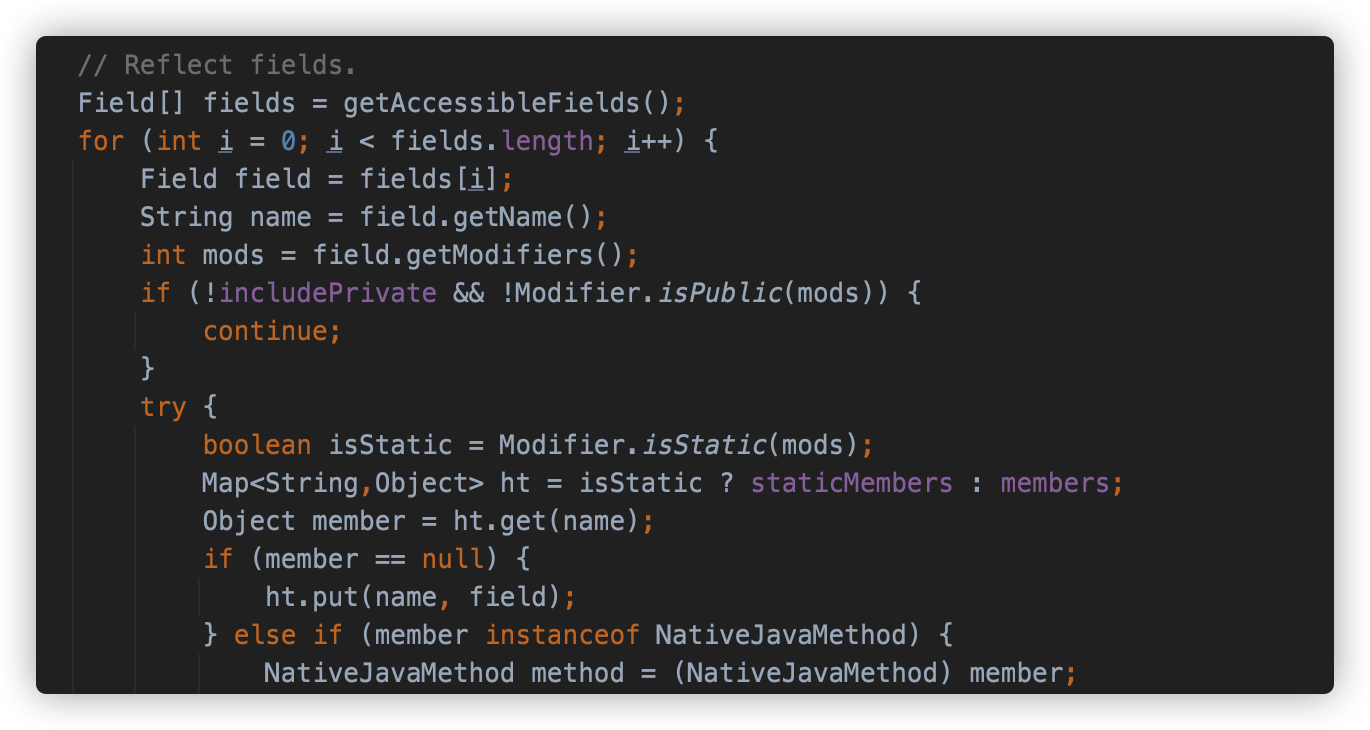 // Reflect fields.
Field[] fields = getAccessibleFields();
for (int i = 0; i < fields.length; i++) {
    Field field = fields[i];
    String name = field.getName();
    int mods = field.getModifiers();
    if (!includePrivate && !Modifier.isPublic(mods)) {
        continue;
    }
    try {
        boolean isStatic = Modifier.isStatic(mods);
        Map<String,Object> ht = isStatic ? staticMembers : members;
        Object member = ht.get(name);
        if (member == null) {
            ht.put(name, field);
        } else if (member instanceof NativeJavaMethod) {
            NativeJavaMethod method = (NativeJavaMethod) member;